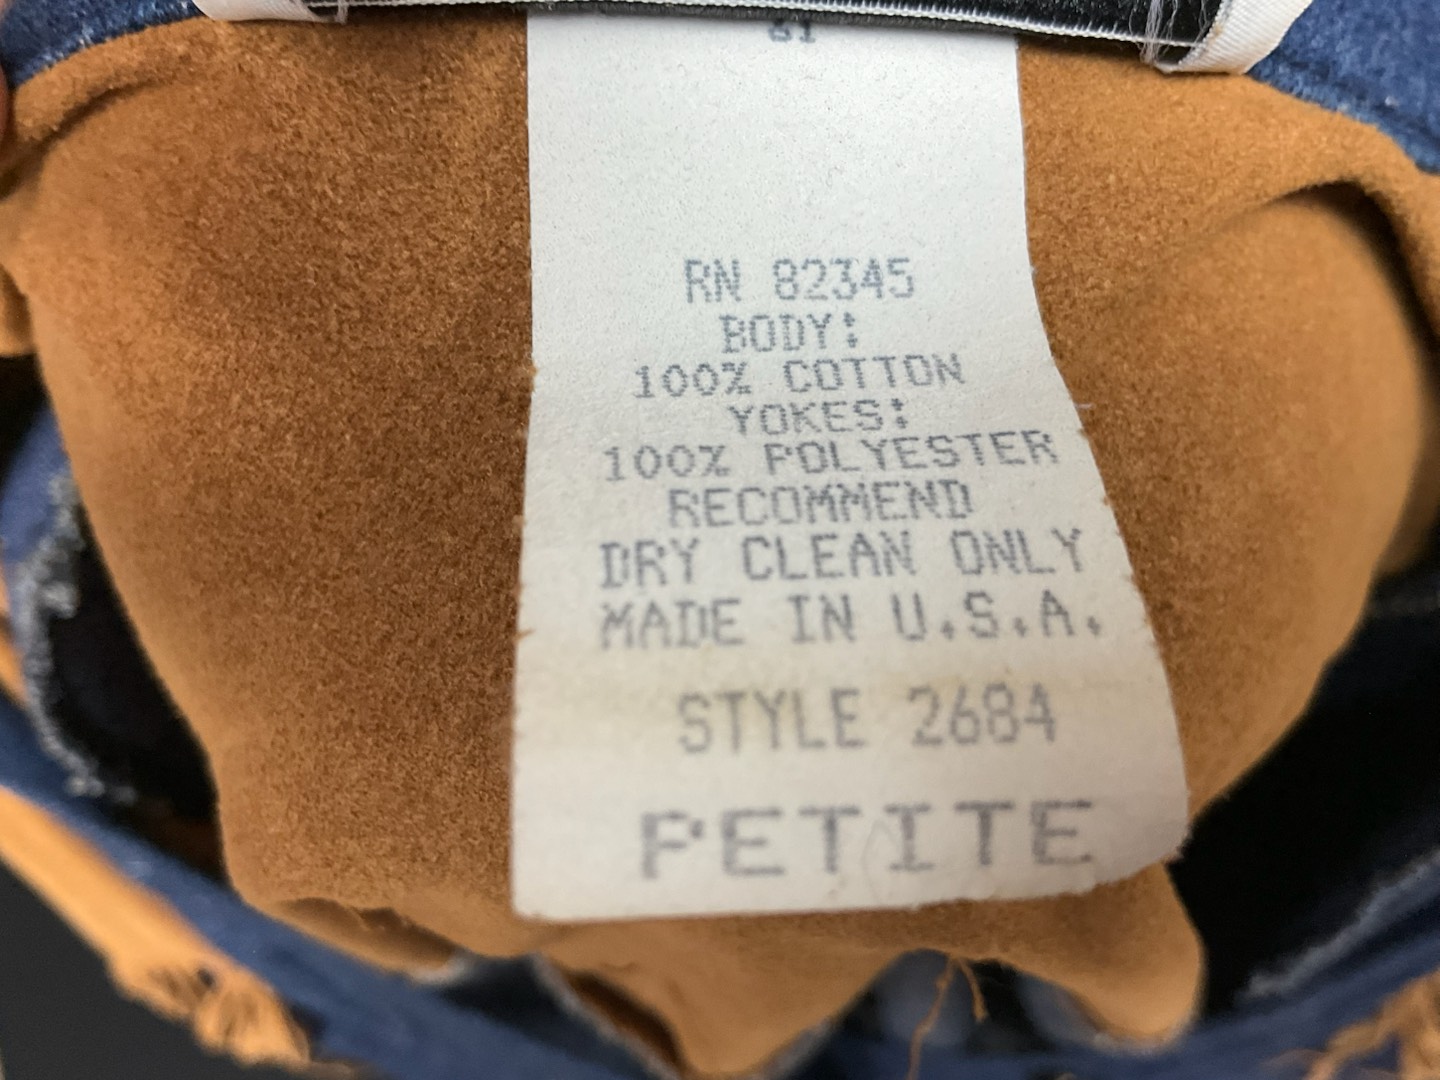 RN 82345
BODY:
100% COTTON
YOKES:
100% POLYESTER
RECOMMEND
DRY CLEAN ONLY
MADE IN U.S.A.
STYLE 2684
PETITE